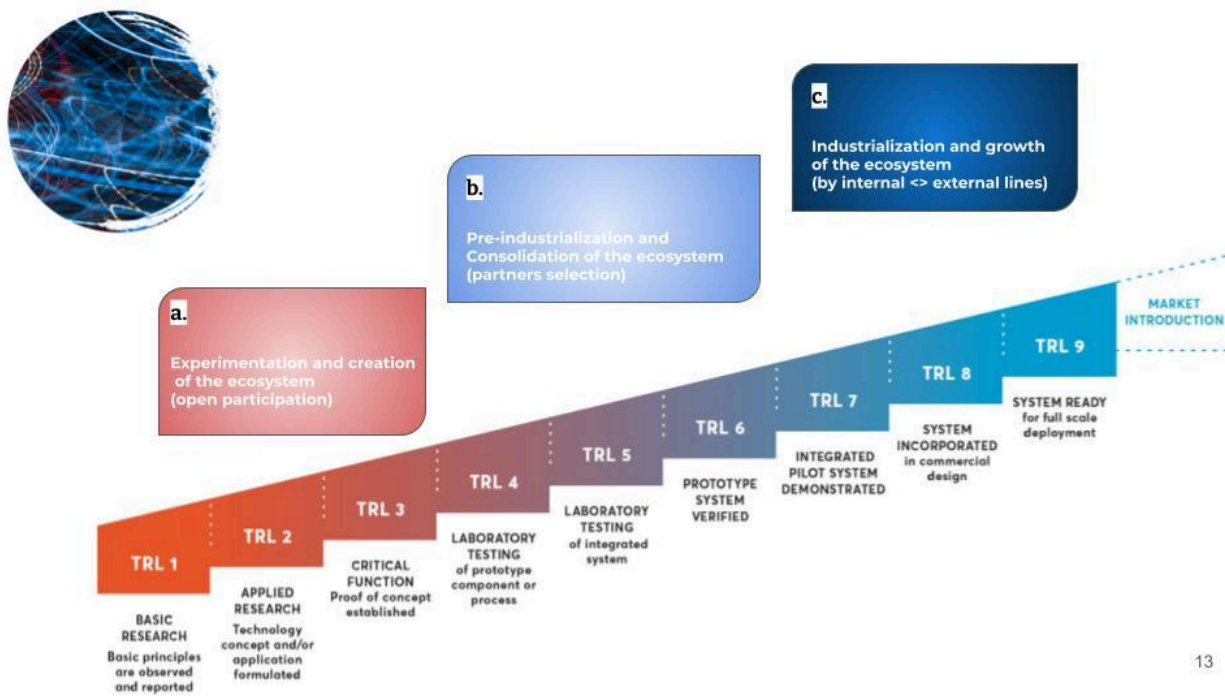 c.
Industrialization and growth
of the ecosystem
(by internal <> external lines)
b.
Pre-industrialization and
Consolidation of the ecosystem
(partners selection)
a.
Experimentation and creation
of the ecosystem
(open participation)
TRL 1
BASIC
RESEARCH
Basic principles
are observed
and reported
TRL 2
APPLIED
RESEARCH
Technology
concept and/or
application
formulated
TRL 3
CRITICAL
FUNCTION
Proof of concept
established
TRL 4
LABORATORY
TESTING
of prototype
component or
process
TRL 5
LABORATORY
TESTING
of integrated
system
TRL 6
PROTOTYPE
SYSTEM
VERIFIED
TRL 7
INTEGRATED
PILOT SYSTEM
DEMONSTRATED
TRL 8
SYSTEM
INCORPORATED
in commercial
design
TRL 9
SYSTEM READY
for full scale
deployment
MARKET
INTRODUCTION
13